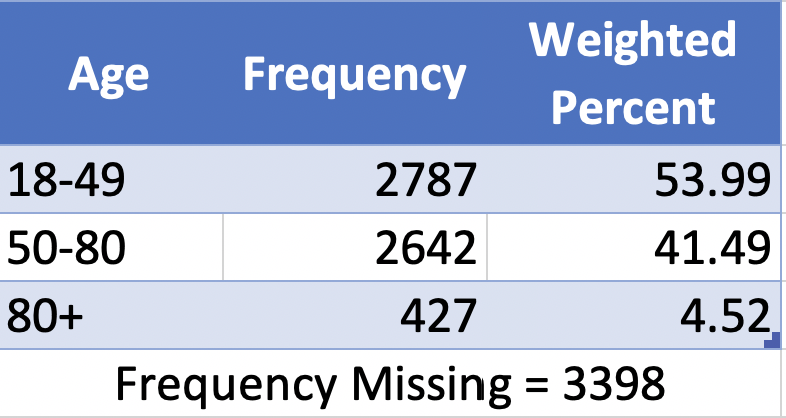 Age Frequency Weighted Percent
18-49 2787 53.99
50-80 2642 41.49
80+ 427 4.52
Frequency Missing = 3398